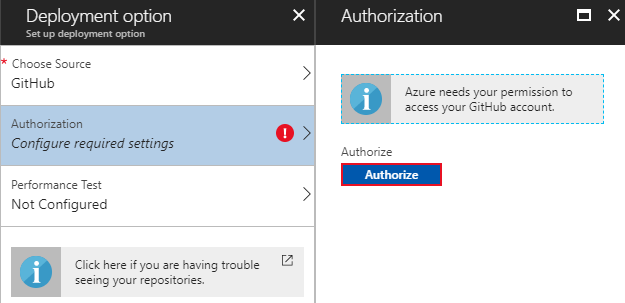 Deployment option
Set up deployment option
* Choose Source
GitHub
Authorization
Configure required settings
!
Performance Test
Not Configured
i
Click here if you are having trouble
seeing your repositories.
Authorization
i
Azure needs your permission to
access your GitHub account.
Authorize
Authorize